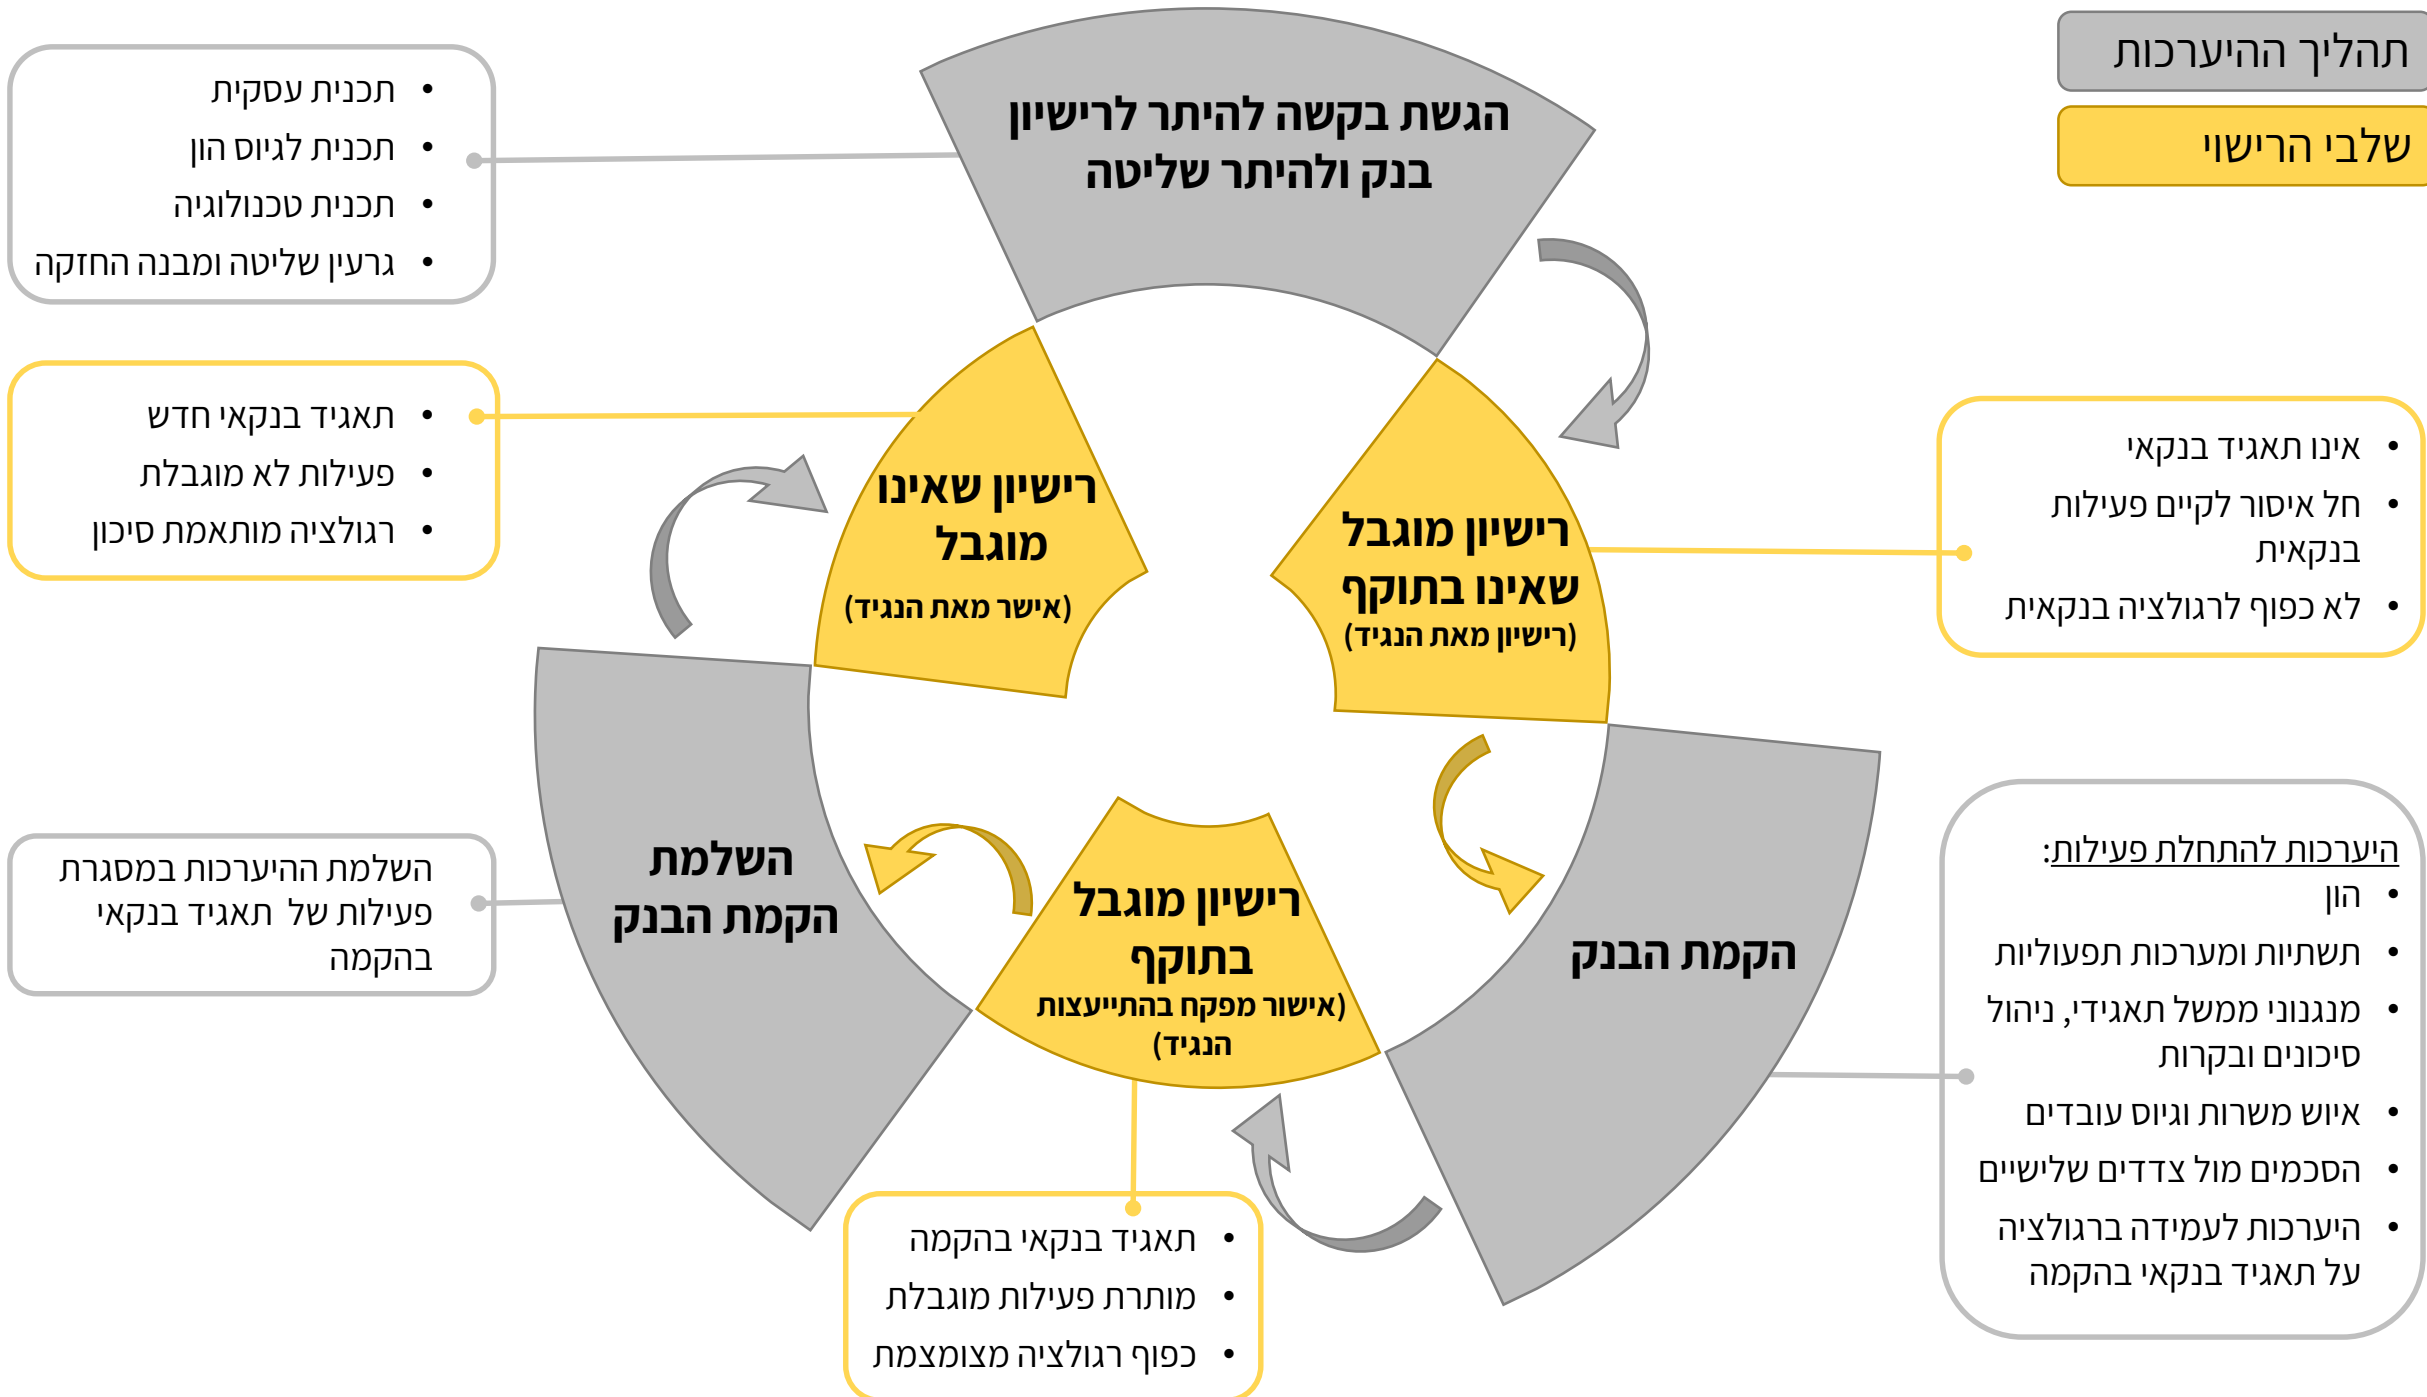 תהליך ההיערכות
שלבי הרישוי
הגשת בקשה להיתר לרישיון
בנק ולהיתר שליטה
• תכנית עסקית
• תכנית לגיוס הון
• תכנית טכנולוגיה
• גרעין שליטה ומבנה החזקה
רישיון מוגבל
שאינו בתוקף
(רישיון מאת הנגיד)
• אינו תאגיד בנקאי
• חל איסור לקיים פעילות
בנקאית
• לא כפוף לרגולציה בנקאית
הקמת הבנק
היערכות להתחלת פעילות:
• הון
• תשתיות ומערכות תפעוליות
• מנגנוני ממשל תאגידי, ניהול
סיכונים ובקרות
• איוש משרות וגיוס עובדים
• הסכמים מול צדדים שלישיים
• היערכות לעמידה ברגולציה
על תאגיד בנקאי בהקמה
רישיון מוגבל
בתוקף
(אישור מפקח בהתייעצות
הנגיד)
• תאגיד בנקאי בהקמה
• מותרת פעילות מוגבלת
• כפוף רגולציה מצומצמת
השלמת
הקמת הבנק
השלמת ההיערכות במסגרת
פעילות של תאגיד בנקאי
בהקמה
רישיון שאינו
מוגבל
(אישר מאת הנגיד)
• תאגיד בנקאי חדש
• פעילות לא מוגבלת
• רגולציה מותאמת סיכון